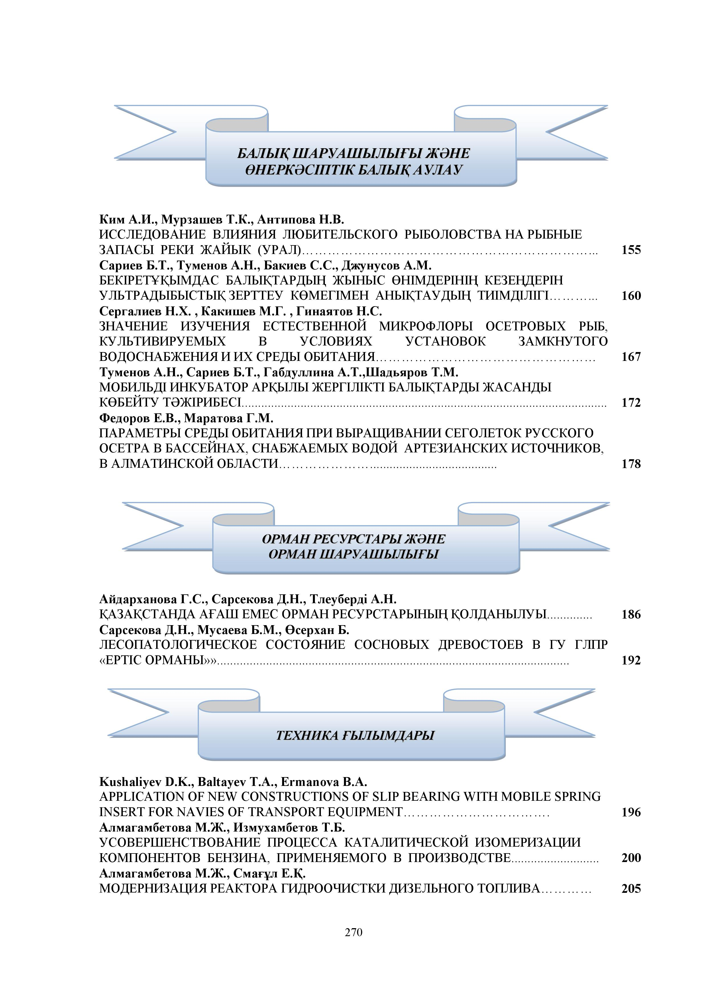 БАЛЫҚ ШАРУАШЫЛЫҒЫ ЖӘНЕ
ӨНЕРКӘСІПТІК БАЛЫҚ АУЛАУ
Ким А.И., Мурзашев Т.К., Антипова Н.В.
ИССЛЕДОВАНИЕ ВЛИЯНИЯ ЛЮБИТЕЛЬСКОГО РЫБОЛОВСТВА НА РЫБНЫЕ
ЗАПАСЫ РЕКИ ЖАЙЫК (УРАЛ)…………………………………………………………... 155
Сариев Б.Т., Туменов А.Н., Бакиев С.С., Джунусов А.М.
БЕКІРЕТҰҚЫМДАС БАЛЫҚТАРДЫҢ ЖЫНЫС ӨНІМДЕРІНІҢ КЕЗЕҢДЕРІН
УЛЬТРАДЫБЫСТЫҚ ЗЕРТТЕУ КӨМЕГІМЕН АНЫҚТАУДЫҢ ТИІМДІЛІГІ………... 160
Сергалиев Н.Х. , Какишев М.Г. , Гинаятов Н.С.
ЗНАЧЕНИЕ ИЗУЧЕНИЯ ЕСТЕСТВЕННОЙ МИКРОФЛОРЫ ОСЕТРОВЫХ РЫБ,
КУЛЬТИВИРУЕМЫХ В УСЛОВИЯХ УСТАНОВОК ЗАМКНУТОГО
ВОДОСНАБЖЕНИЯ И ИХ СРЕДЫ ОБИТАНИЯ…………………………………………… 167
Туменов А.Н., Сариев Б.Т., Габдуллина А.Т.,Шадьяров Т.М.
МОБИЛЬДІ ИНКУБАТОР АРҚЫЛЫ ЖЕРГІЛІКТІ БАЛЫҚТАРДЫ ЖАСАНДЫ
КӨБЕЙТУ ТӘЖІРИБЕСІ................................................................................................................ 172
Федоров Е.В., Маратова Г.М.
ПАРАМЕТРЫ СРЕДЫ ОБИТАНИЯ ПРИ ВЫРАЩИВАНИИ СЕГОЛЕТОК РУССКОГО
ОСЕТРА В БАССЕЙНАХ, СНАБЖАЕМЫХ ВОДОЙ АРТЕЗИАНСКИХ ИСТОЧНИКОВ,
В АЛМАТИНСКОЙ ОБЛАСТИ…………………...................................... 178
ОРМАН РЕСУРСТАРЫ ЖӘНЕ
ОРМАН ШАРУАШЫЛЫҒЫ
Айдарханова Г.С., Сарсекова Д.Н., Тлеуберді А.Н.
ҚАЗАҚСТАНДА АҒАШ ЕМЕС ОРМАН РЕСУРСТАРЫНЫҢ ҚОЛДАНЫЛУЫ.............. 186
Сарсекова Д.Н., Мусаева Б.М., Өсерхан Б.
ЛЕСОПАТОЛОГИЧЕСКОЕ СОСТОЯНИЕ СОСНОВЫХ ДРЕВОСТОЕВ В ГУ ГЛПР
«ЕРТІС ОРМАНЫ»»............................................................................................................ 192
ТЕХНИКА ҒЫЛЫМДАРЫ
Kushaliyev D.K., Baltayev T.A., Ermanova B.A.
APPLICATION OF NEW CONSTRUCTIONS OF SLIP BEARING WITH MOBILE SPRING
INSERT FOR NAVIES OF TRANSPORT EQUIPMENT……………………………. 196
Алмагамбетова М.Ж., Измухамбетов Т.Б.
УСОВЕРШЕНСТВОВАНИЕ ПРОЦЕССА КАТАЛИТИЧЕСКОЙ ИЗОМЕРИЗАЦИИ
КОМПОНЕНТОВ БЕНЗИНА, ПРИМЕНЯЕМОГО В ПРОИЗВОДСТВЕ........................... 200
Алмагамбетова М.Ж., Смағұл Е.Қ.
МОДЕРНИЗАЦИЯ РЕАКТОРА ГИДРООЧИСТКИ ДИЗЕЛЬНОГО ТОПЛИВА………… 205
270